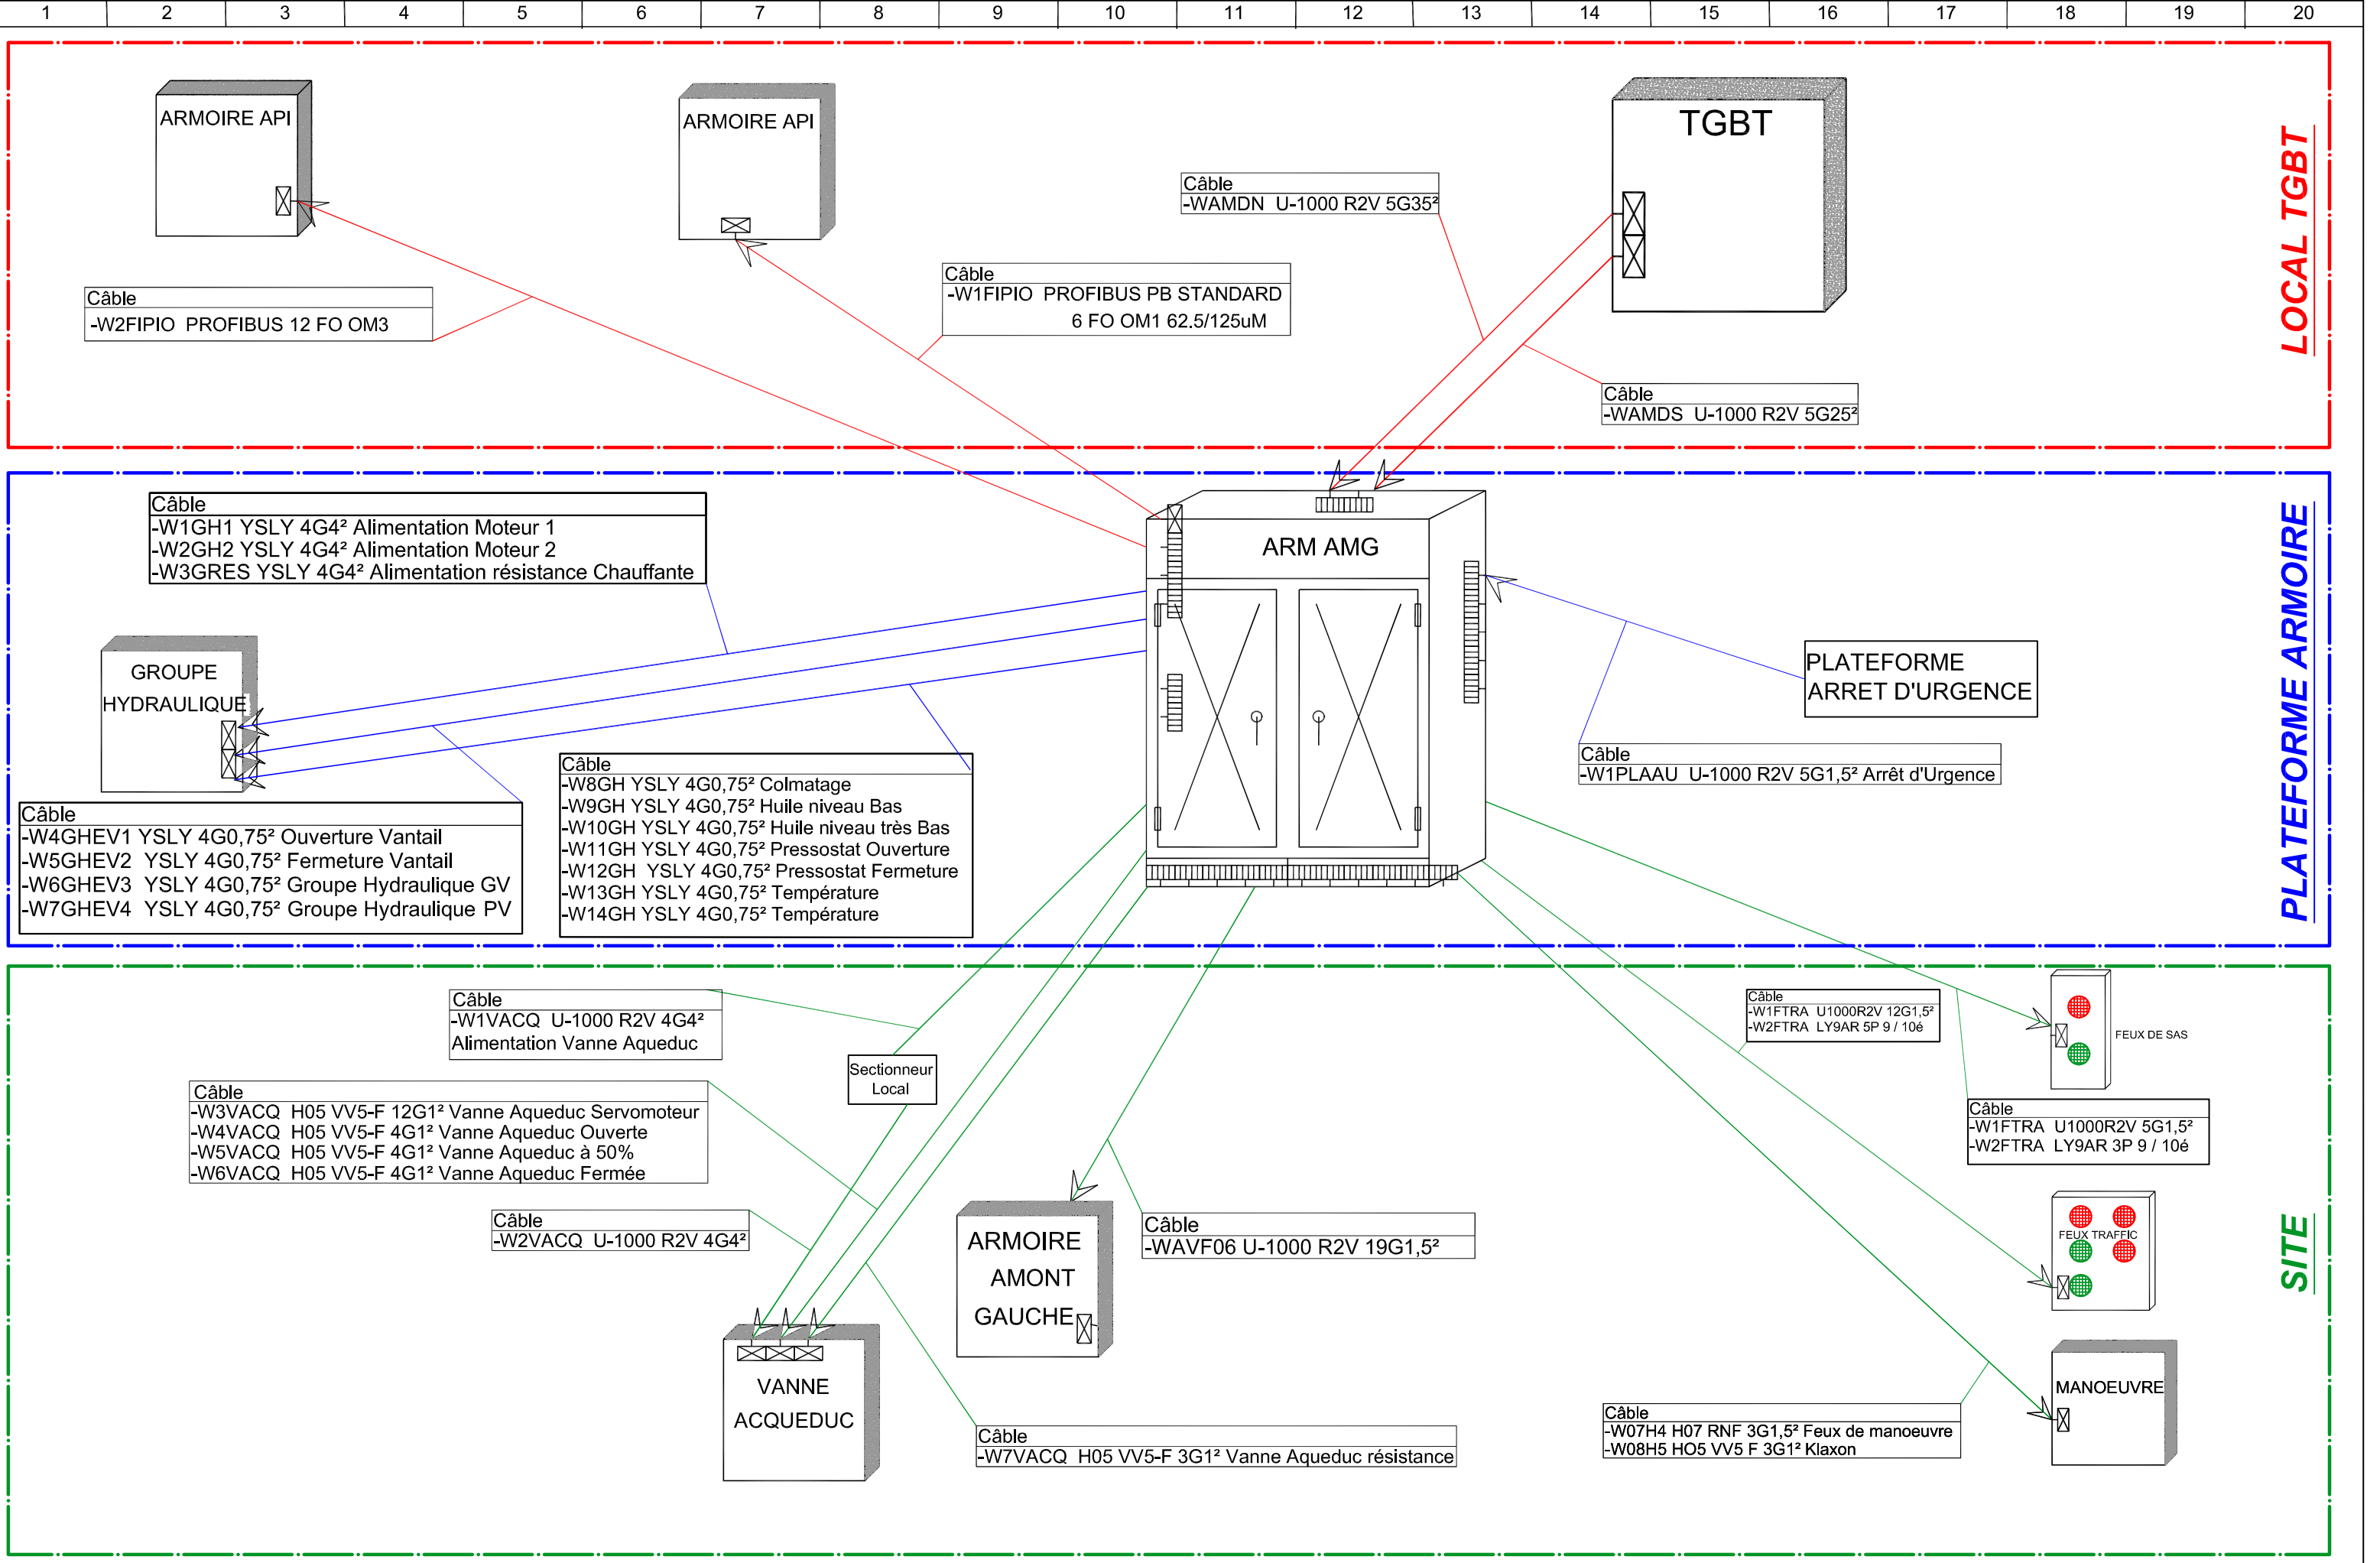 1 2 3 4 5 6 7 8 9 10 11 12 13 14 15 16 17 18 19 20
ARMOIRE API
ARMOIRE API
TGBT
LOCAL TGBT
Câble
-WAMDN U-1000 R2V 5G35²
Câble
-W1FIPIO PROFIBUS PB STANDARD
6 FO OM1 62.5/125uM
Câble
-W2FIPIO PROFIBUS 12 FO OM3
Câble
-WAMDS U-1000 R2V 5G25²
PLATEFORME ARMOIRE
Câble
-W1GH1 YSLY 4G4² Alimentation Moteur 1
-W2GH2 YSLY 4G4² Alimentation Moteur 2
-W3GRES YSLY 4G4² Alimentation résistance Chauffante
ARM AMG
GROUPE
HYDRAULIQUE
PLATEFORME
ARRET D'URGENCE
Câble
-W1PLAAU U-1000 R2V 5G1,5² Arrêt d'Urgence
Câble
-W8GH YSLY 4G0,75² Colmatage
-W9GH YSLY 4G0,75² Huile niveau Bas
-W10GH YSLY 4G0,75² Huile niveau très Bas
-W11GH YSLY 4G0,75² Pressostat Ouverture
-W12GH YSLY 4G0,75² Pressostat Fermeture
-W13GH YSLY 4G0,75² Température
-W14GH YSLY 4G0,75² Température
Câble
-W4GHEV1 YSLY 4G0,75² Ouverture Vantail
-W5GHEV2 YSLY 4G0,75² Fermeture Vantail
-W6GHEV3 YSLY 4G0,75² Groupe Hydraulique GV
-W7GHEV4 YSLY 4G0,75² Groupe Hydraulique PV
SITE
Câble
-W1VACQ U-1000 R2V 4G4²
Alimentation Vanne Aqueduc
Sectionneur
Local
Câble
-W1FTRA U1000R2V 12G1,5²
-W2FTRA LY9AR 5P 9 / 10é
FEUX DE SAS
Câble
-W3VACQ H05 VV5-F 12G1² Vanne Aqueduc Servomoteur
-W4VACQ H05 VV5-F 4G1² Vanne Aqueduc Ouverte
-W5VACQ H05 VV5-F 4G1² Vanne Aqueduc à 50%
-W6VACQ H05 VV5-F 4G1² Vanne Aqueduc Fermée
Câble
-W1FTRA U1000R2V 5G1,5²
-W2FTRA LY9AR 3P 9 / 10é
Câble
-W2VACQ U-1000 R2V 4G4²
ARMOIRE
AMONT
GAUCHE
Câble
-WAVF06 U-1000 R2V 19G1,5²
FEUX TRAFFIC
VANNE
ACQUEDUC
MANOEUVRE
Câble
-W7VACQ H05 VV5-F 3G1² Vanne Aqueduc résistance
Câble
-W07H4 H07 RNF 3G1,5² Feux de manoeuvre
-W08H5 HO5 VV5 F 3G1² Klaxon